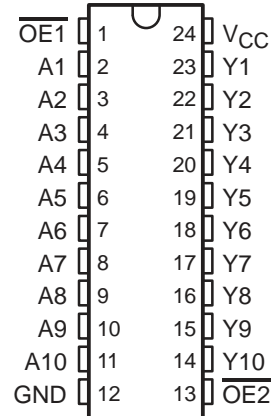 O̅E̅1̅ 1 24 VCC
A1 2 23 Y1
A2 3 22 Y2
A3 4 21 Y3
A4 5 20 Y4
A5 6 19 Y5
A6 7 18 Y6
A7 8 17 Y7
A8 9 16 Y8
A9 10 15 Y9
A10 11 14 Y10
GND 12 13 O̅E̅2̅